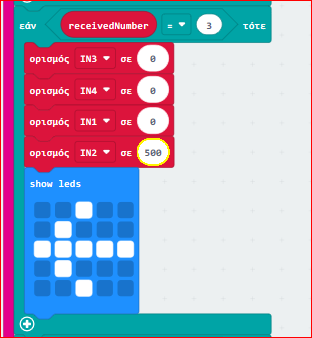 εάν receivedNumber = 3 τότε
ορισμός IN3 σε 0
ορισμός IN4 σε 0
ορισμός IN1 σε 0
ορισμός IN2 σε 500
show leds